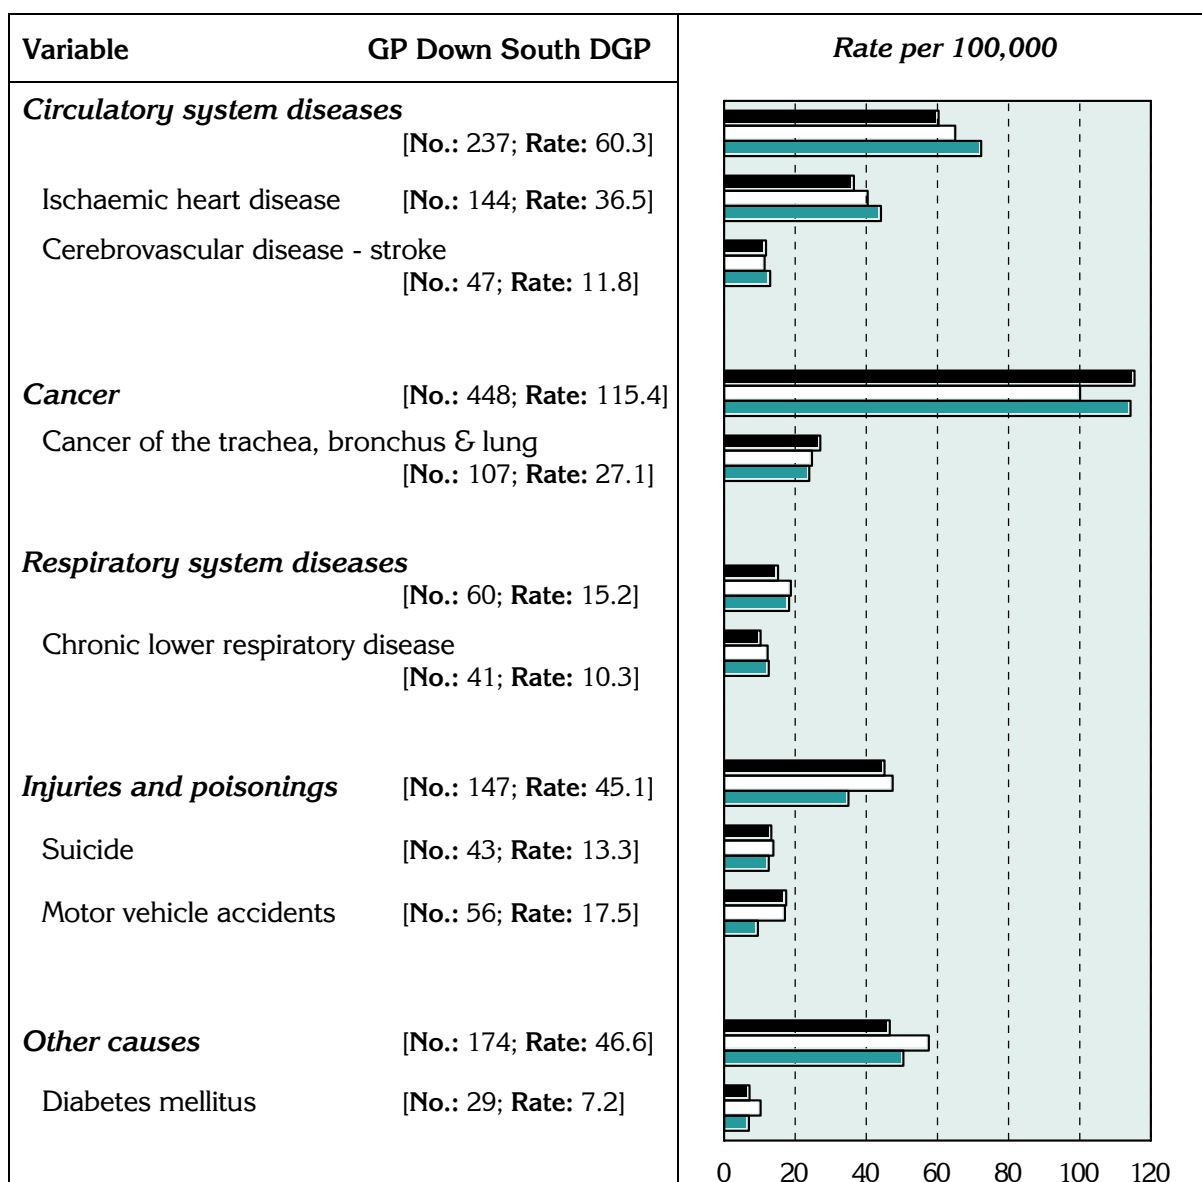 Variable GP Down South DGP Rate per 100,000
Circulatory system diseases
[No.: 237; Rate: 60.3]
Ischaemic heart disease [No.: 144; Rate: 36.5]
Cerebrovascular disease - stroke
[No.: 47; Rate: 11.8]
Cancer [No.: 448; Rate: 115.4]
Cancer of the trachea, bronchus & lung
[No.: 107; Rate: 27.1]
Respiratory system diseases
[No.: 60; Rate: 15.2]
Chronic lower respiratory disease
[No.: 41; Rate: 10.3]
Injuries and poisonings [No.: 147; Rate: 45.1]
Suicide [No.: 43; Rate: 13.3]
Motor vehicle accidents [No.: 56; Rate: 17.5]
Other causes [No.: 174; Rate: 46.6]
Diabetes mellitus [No.: 29; Rate: 7.2]
0 20 40 60 80 100 120